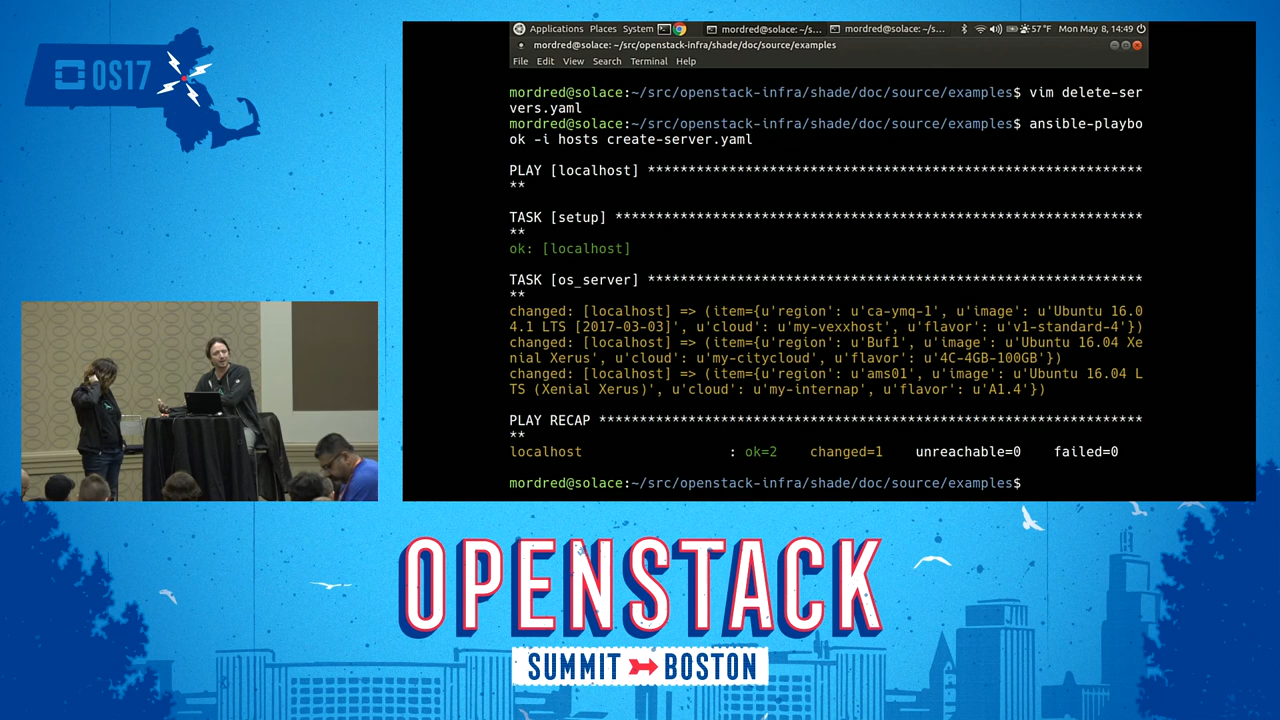 OS17
Applications Places System mordred@solace: ~/s... mordred@solace: ~/s... 57 °F Mon May 8, 14:49
mordred@solace: ~/src/openstack-infra/shade/doc/source/examples
File Edit View Search Terminal Help
mordred@solace:~/src/openstack-infra/shade/doc/source/examples$ vim delete-ser
vers.yaml
mordred@solace:~/src/openstack-infra/shade/doc/source/examples$ ansible-playbo
ok -i hosts create-server.yaml
PLAY [localhost] *************************************************************
**
TASK [setup] *****************************************************************
**
ok: [localhost]
TASK [os_server] *************************************************************
**
changed: [localhost] => (item={u'region': u'ca-ymq-1', u'image': u'Ubuntu 16.0
4.1 LTS [2017-03-03]', u'cloud': u'my-vexxhost', u'flavor': u'v1-standard-4'})
changed: [localhost] => (item={u'region': u'Buf1', u'image': u'Ubuntu 16.04 Xe
nial Xerus', u'cloud': u'my-citycloud', u'flavor': u'4C-4GB-100GB'})
changed: [localhost] => (item={u'region': u'ams01', u'image': u'Ubuntu 16.04 L
TS (Xenial Xerus)', u'cloud': u'my-internap', u'flavor': u'A1.4'})
PLAY RECAP *******************************************************************
**
localhost : ok=2 changed=1 unreachable=0 failed=0
mordred@solace:~/src/openstack-infra/shade/doc/source/examples$
OPENSTACK
SUMMIT BOSTON